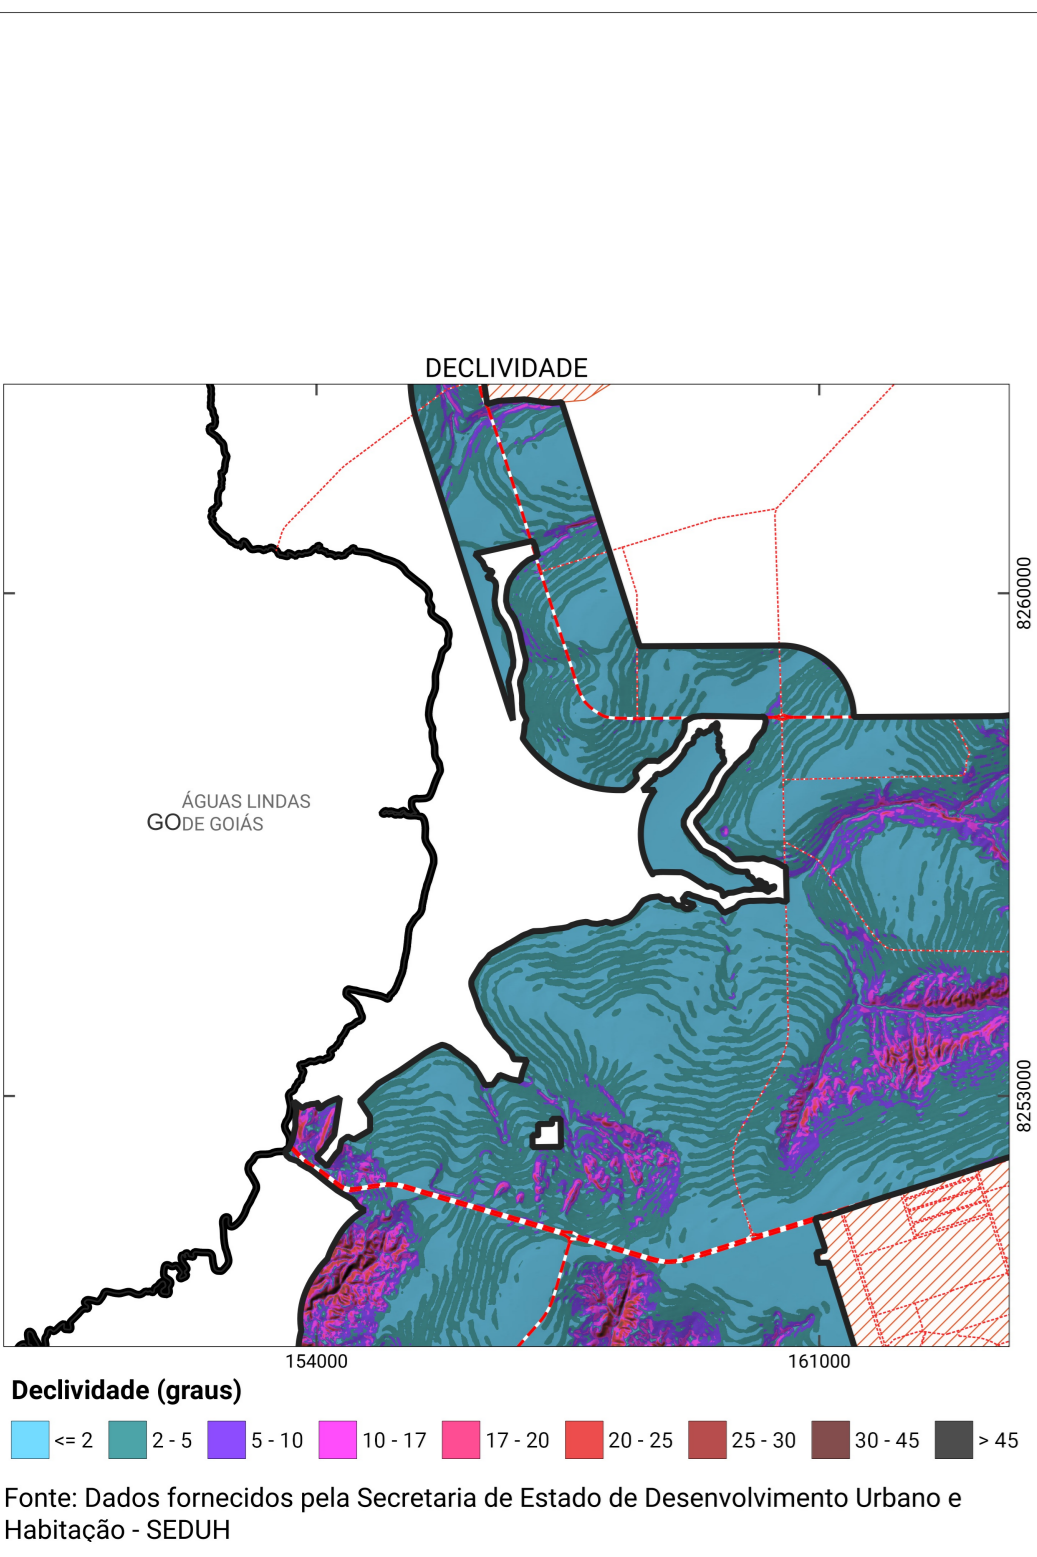 DECLIVIDADE
8260000
ÁGUAS LINDAS
GO DE GOIÁS
8253000
154000 161000
Declividade (graus)
<= 2 2 - 5 5 - 10 10 - 17 17 - 20 20 - 25 25 - 30 30 - 45 > 45
Fonte: Dados fornecidos pela Secretaria de Estado de Desenvolvimento Urbano e
Habitação - SEDUH